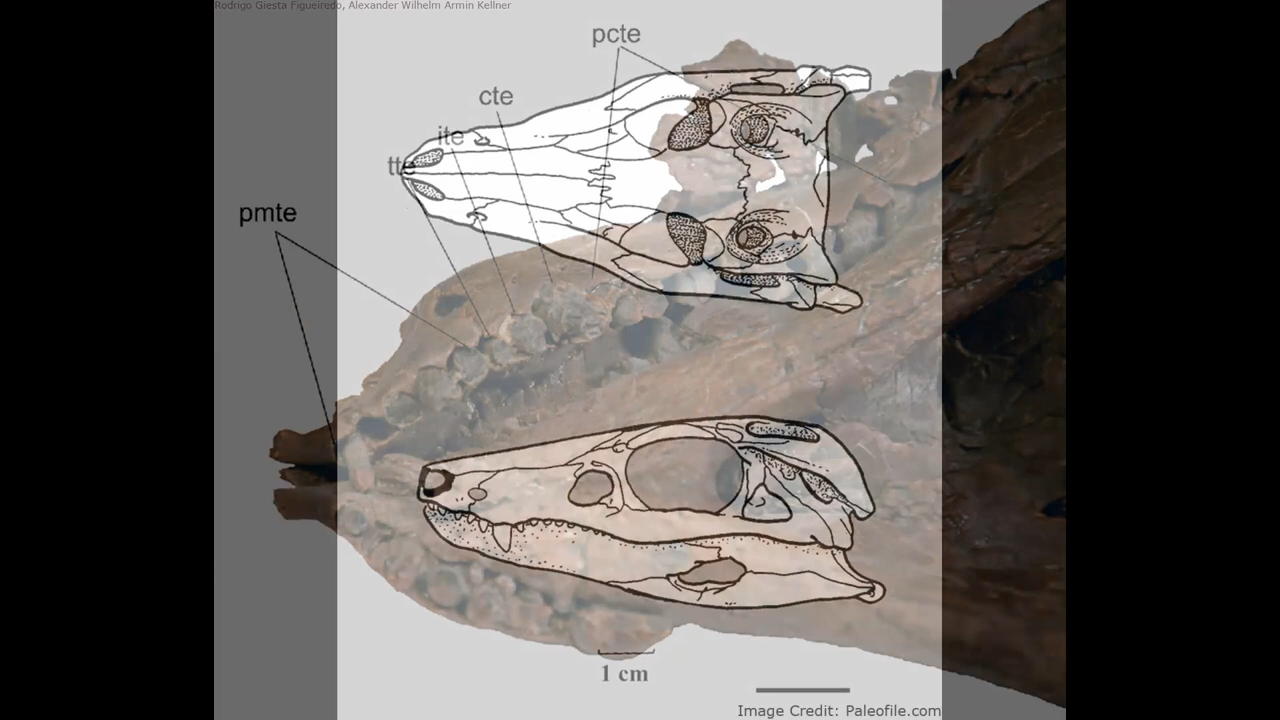 Rodrigo Giesta Figueiredo, Alexander Wilhelm Armin Kellner
pcte
cte
ite
tte
pmte
1 cm
Image Credit: Paleofile.com